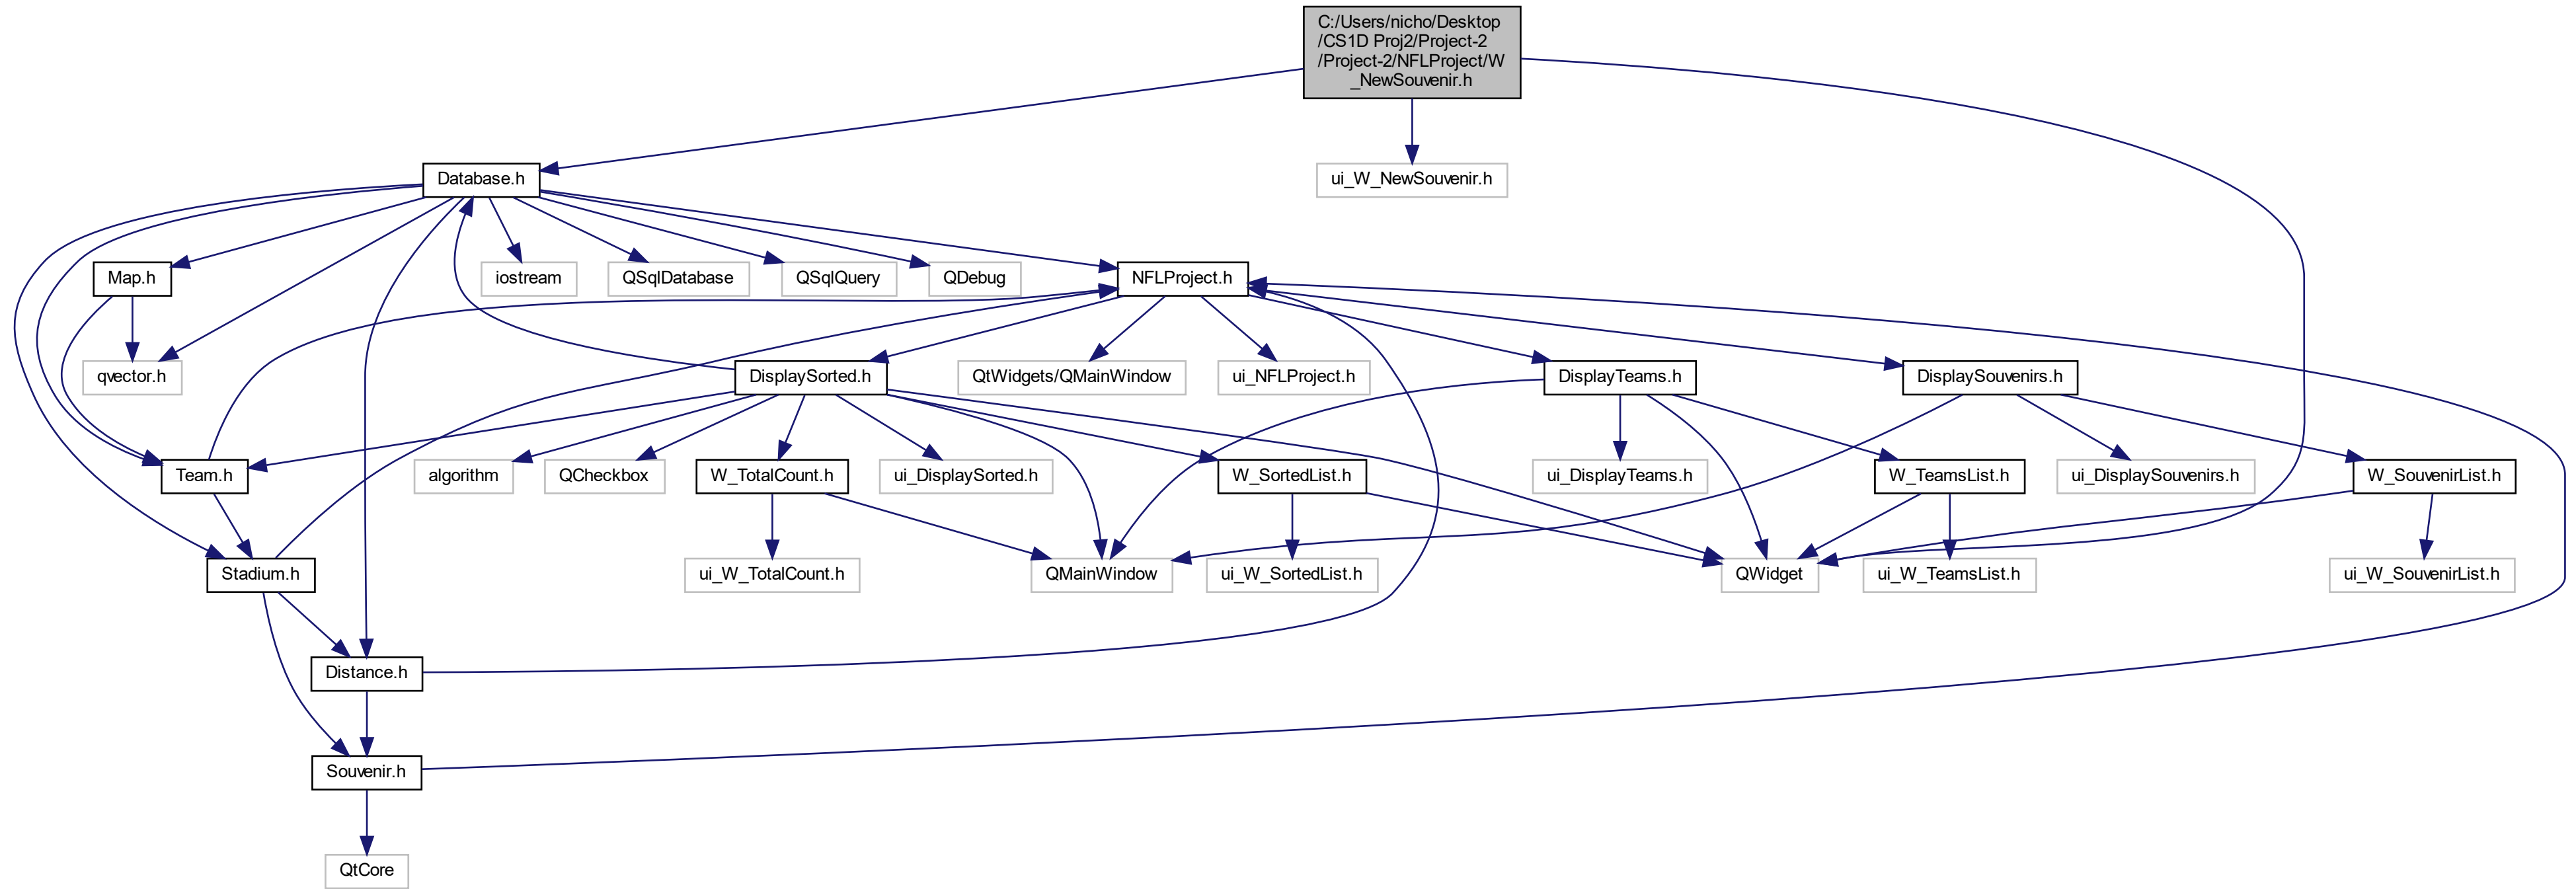 C:/Users/nicho/Desktop
/CS1D Proj2/Project-2
/Project-2/NFLProject/W
_NewSouvenir.h
Database.h
ui_W_NewSouvenir.h
Map.h
iostream
QSqlDatabase
QSqlQuery
QDebug
NFLProject.h
qvector.h
DisplaySorted.h
QtWidgets/QMainWindow
ui_NFLProject.h
DisplayTeams.h
DisplaySouvenirs.h
Team.h
algorithm
QCheckbox
W_TotalCount.h
ui_DisplaySorted.h
W_SortedList.h
ui_DisplayTeams.h
W_TeamsList.h
ui_DisplaySouvenirs.h
W_SouvenirList.h
Stadium.h
ui_W_TotalCount.h
QMainWindow
ui_W_SortedList.h
QWidget
ui_W_TeamsList.h
ui_W_SouvenirList.h
Distance.h
Souvenir.h
QtCore